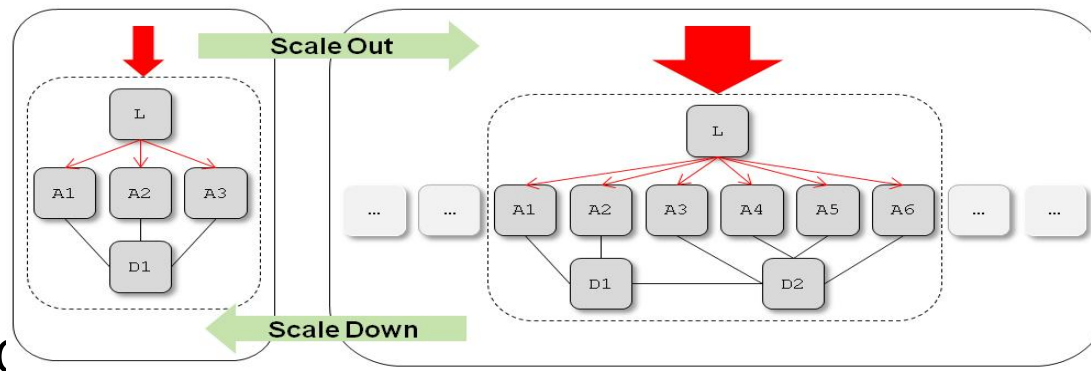 Scale Out
L
L
A1 A2 A3
... ... A1 A2 A3 A4 A5 A6 ... ...
D1
D1 D2
Scale Down